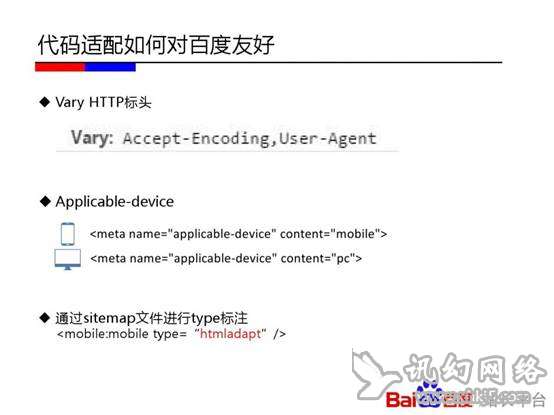 代码适配如何对百度友好
◆ Vary HTTP标头
Vary: Accept-Encoding,User-Agent
◆ Applicable-device
<meta name="applicable-device" content="mobile">
<meta name="applicable-device" content="pc">
◆ 通过sitemap文件进行type标注
<mobile:mobile type=“htmladapt” />
讯幻网络
Bai百度 平台